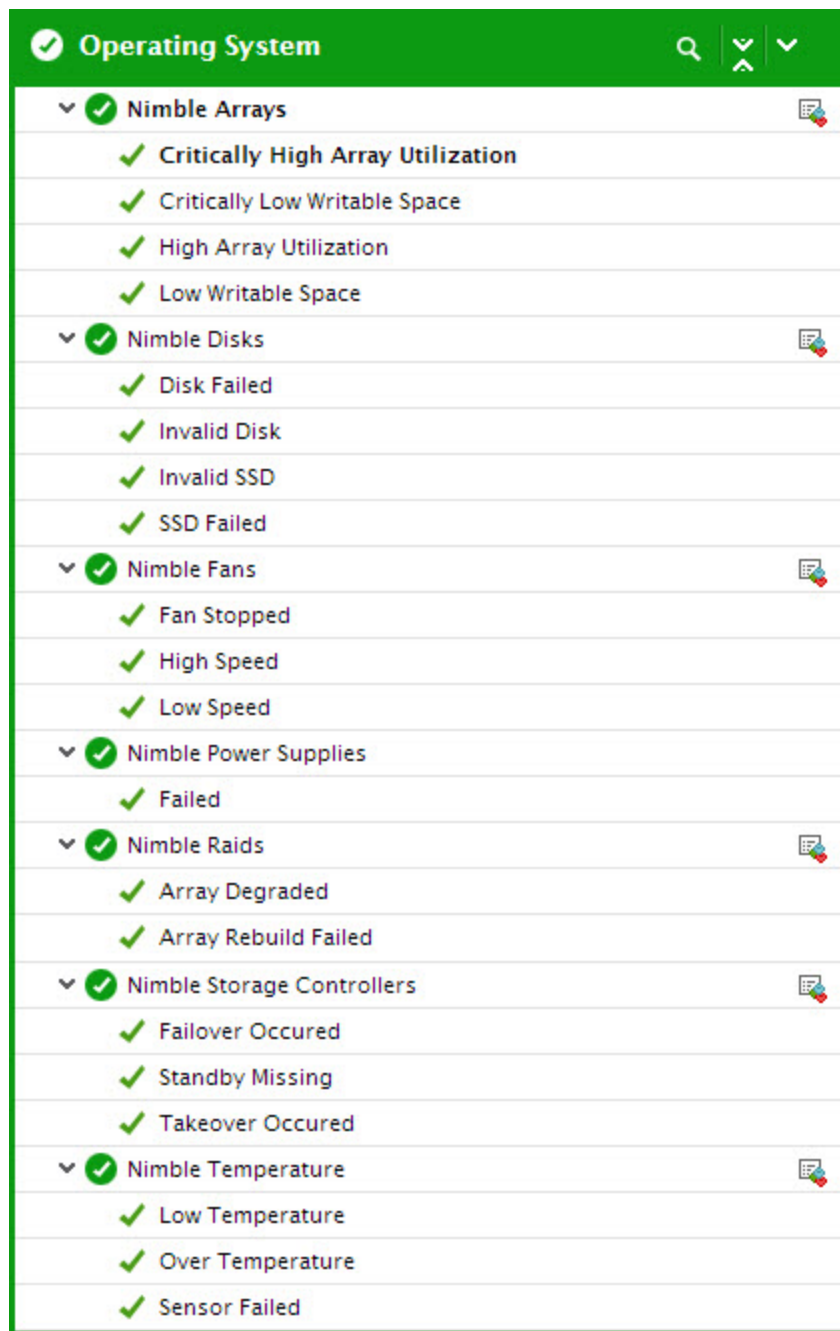 Operating System
Nimble Arrays
Critically High Array Utilization
Critically Low Writable Space
High Array Utilization
Low Writable Space
Nimble Disks
Disk Failed
Invalid Disk
Invalid SSD
SSD Failed
Nimble Fans
Fan Stopped
High Speed
Low Speed
Nimble Power Supplies
Failed
Nimble Raids
Array Degraded
Array Rebuild Failed
Nimble Storage Controllers
Failover Occured
Standby Missing
Takeover Occured
Nimble Temperature
Low Temperature
Over Temperature
Sensor Failed